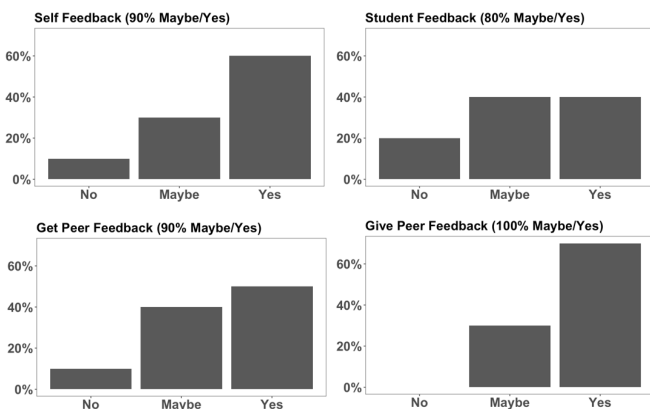 Self Feedback (90% Maybe/Yes)
60%
40%
20%
0%
No Maybe Yes
Student Feedback (80% Maybe/Yes)
60%
40%
20%
0%
No Maybe Yes
Get Peer Feedback (90% Maybe/Yes)
60%
40%
20%
0%
No Maybe Yes
Give Peer Feedback (100% Maybe/Yes)
60%
40%
20%
0%
No Maybe Yes